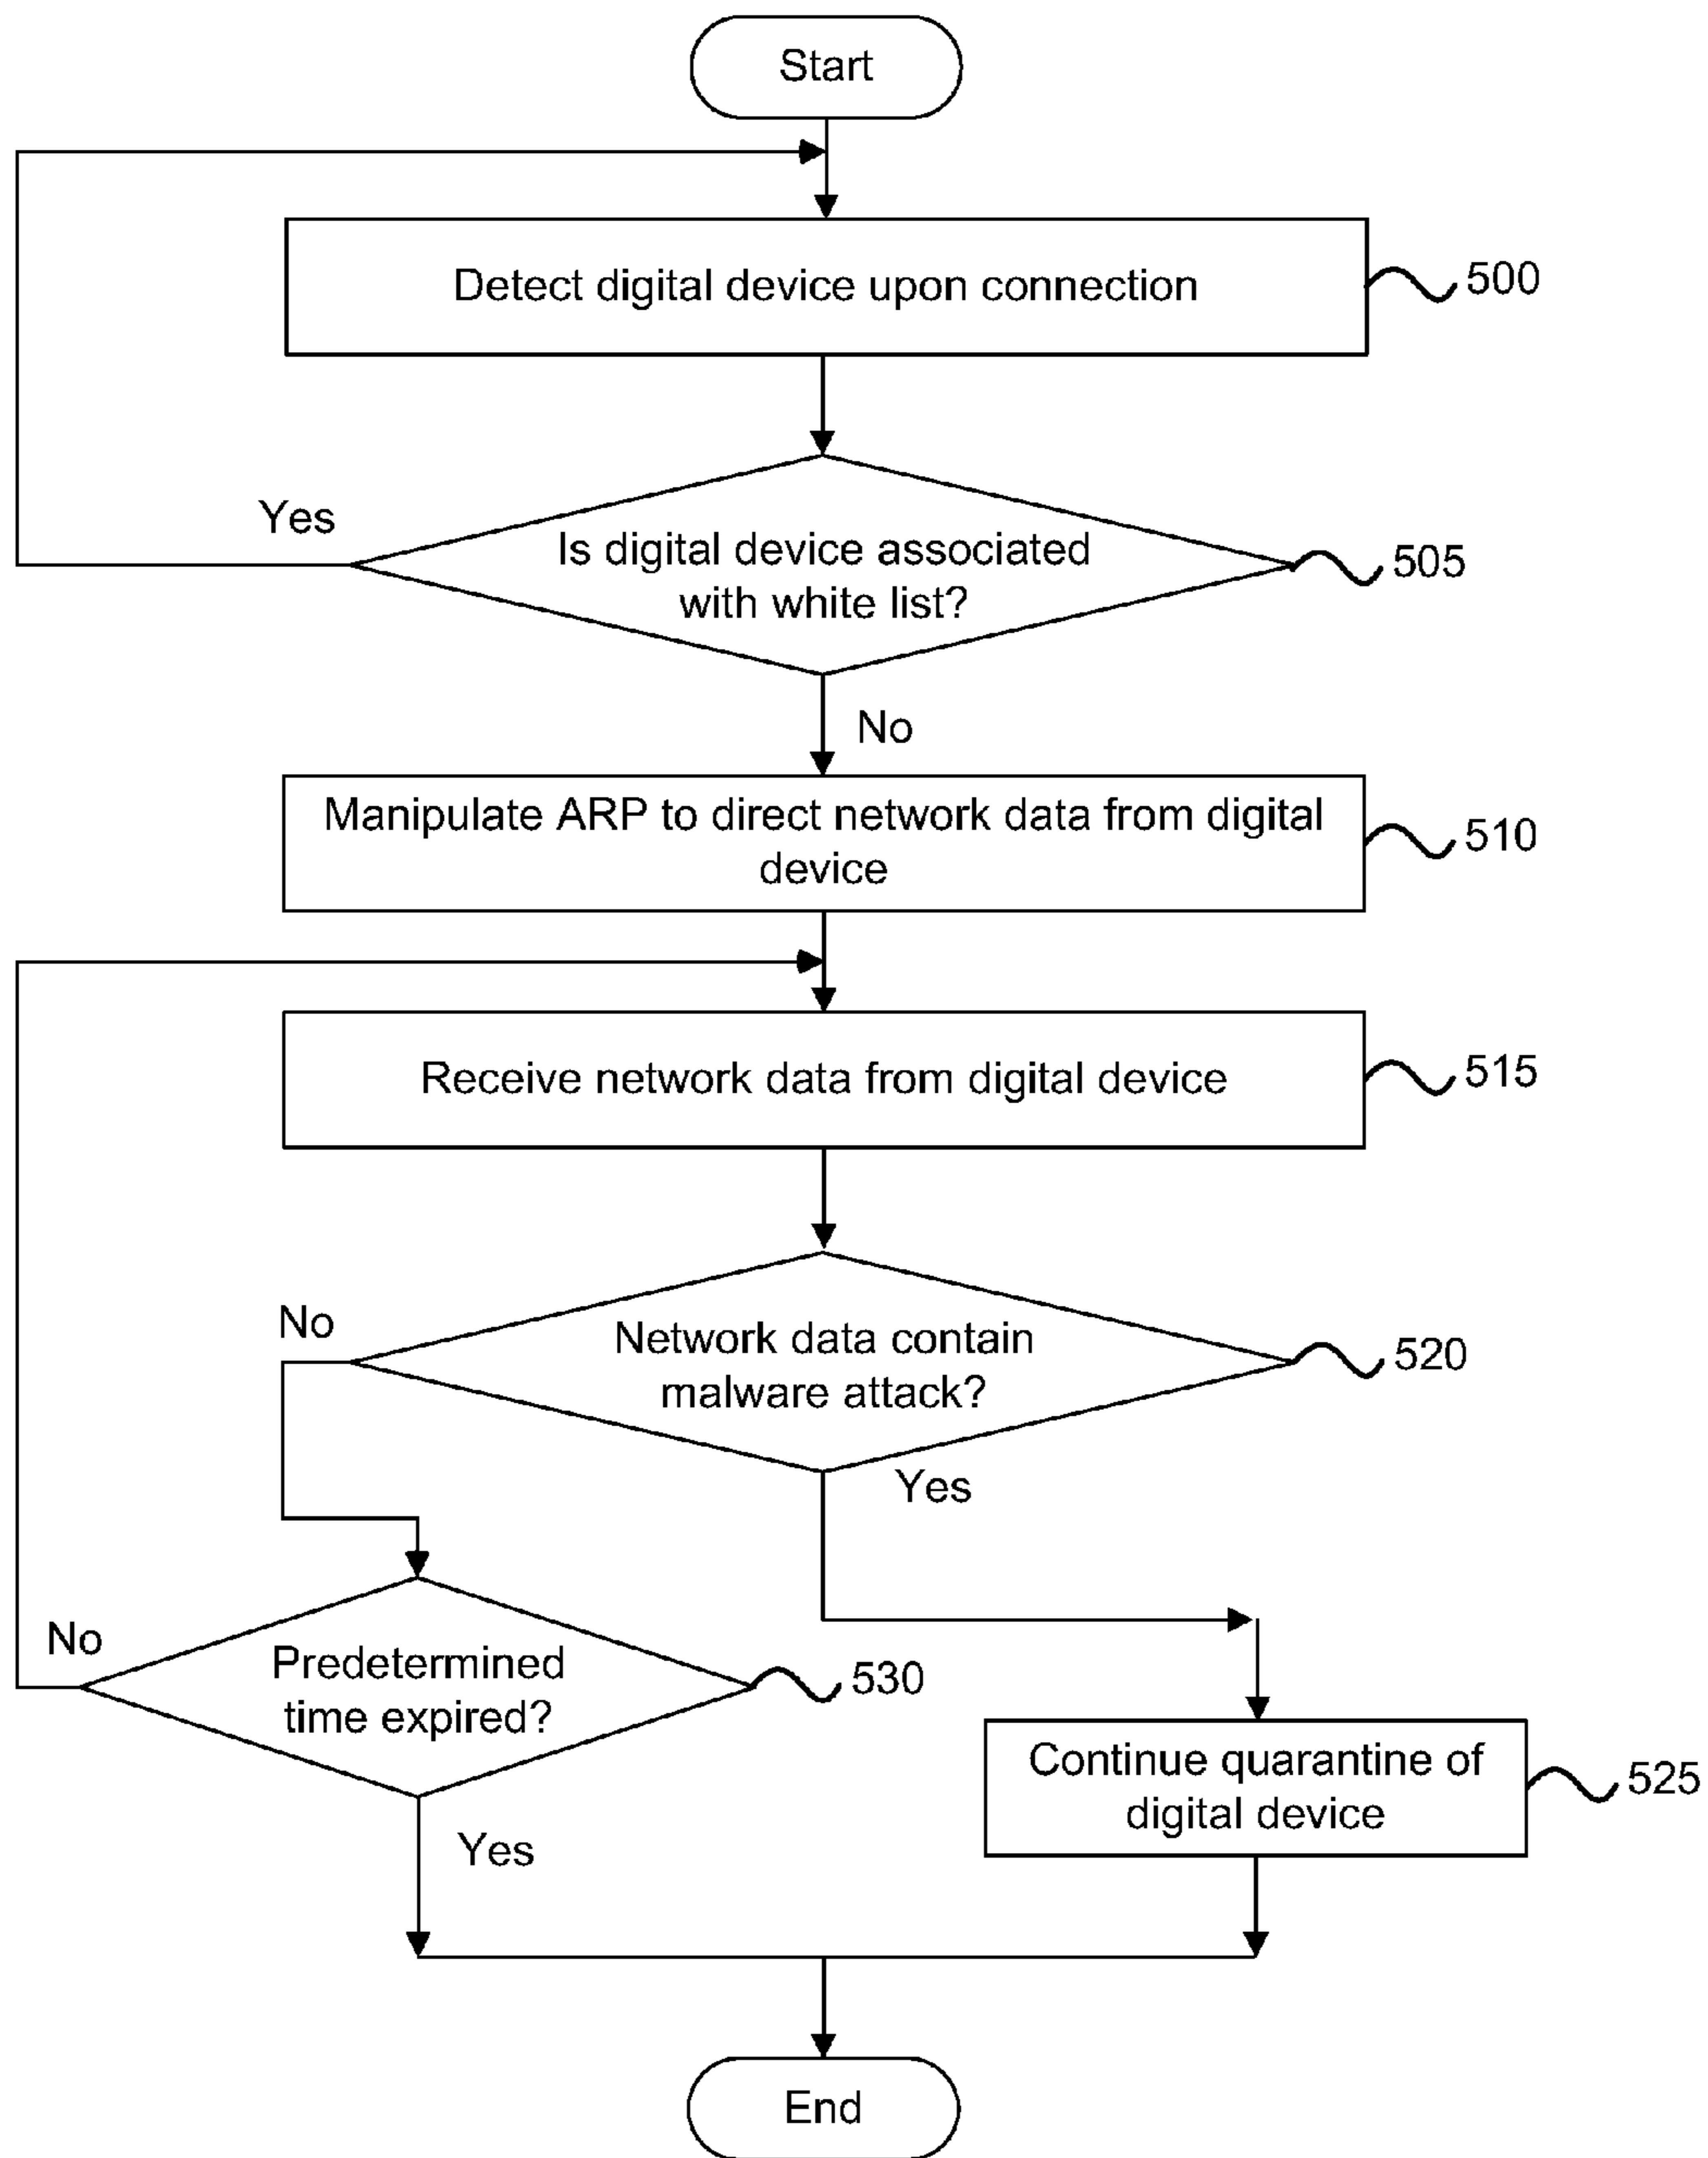 Start
Detect digital device upon connection
500
Yes
Is digital device associated
with white list?
505
No
Manipulate ARP to direct network data from digital
device
510
Receive network data from digital device
515
No
Network data contain
malware attack?
520
Yes
No
Predetermined
time expired?
530
Continue quarantine of
digital device
525
Yes
End